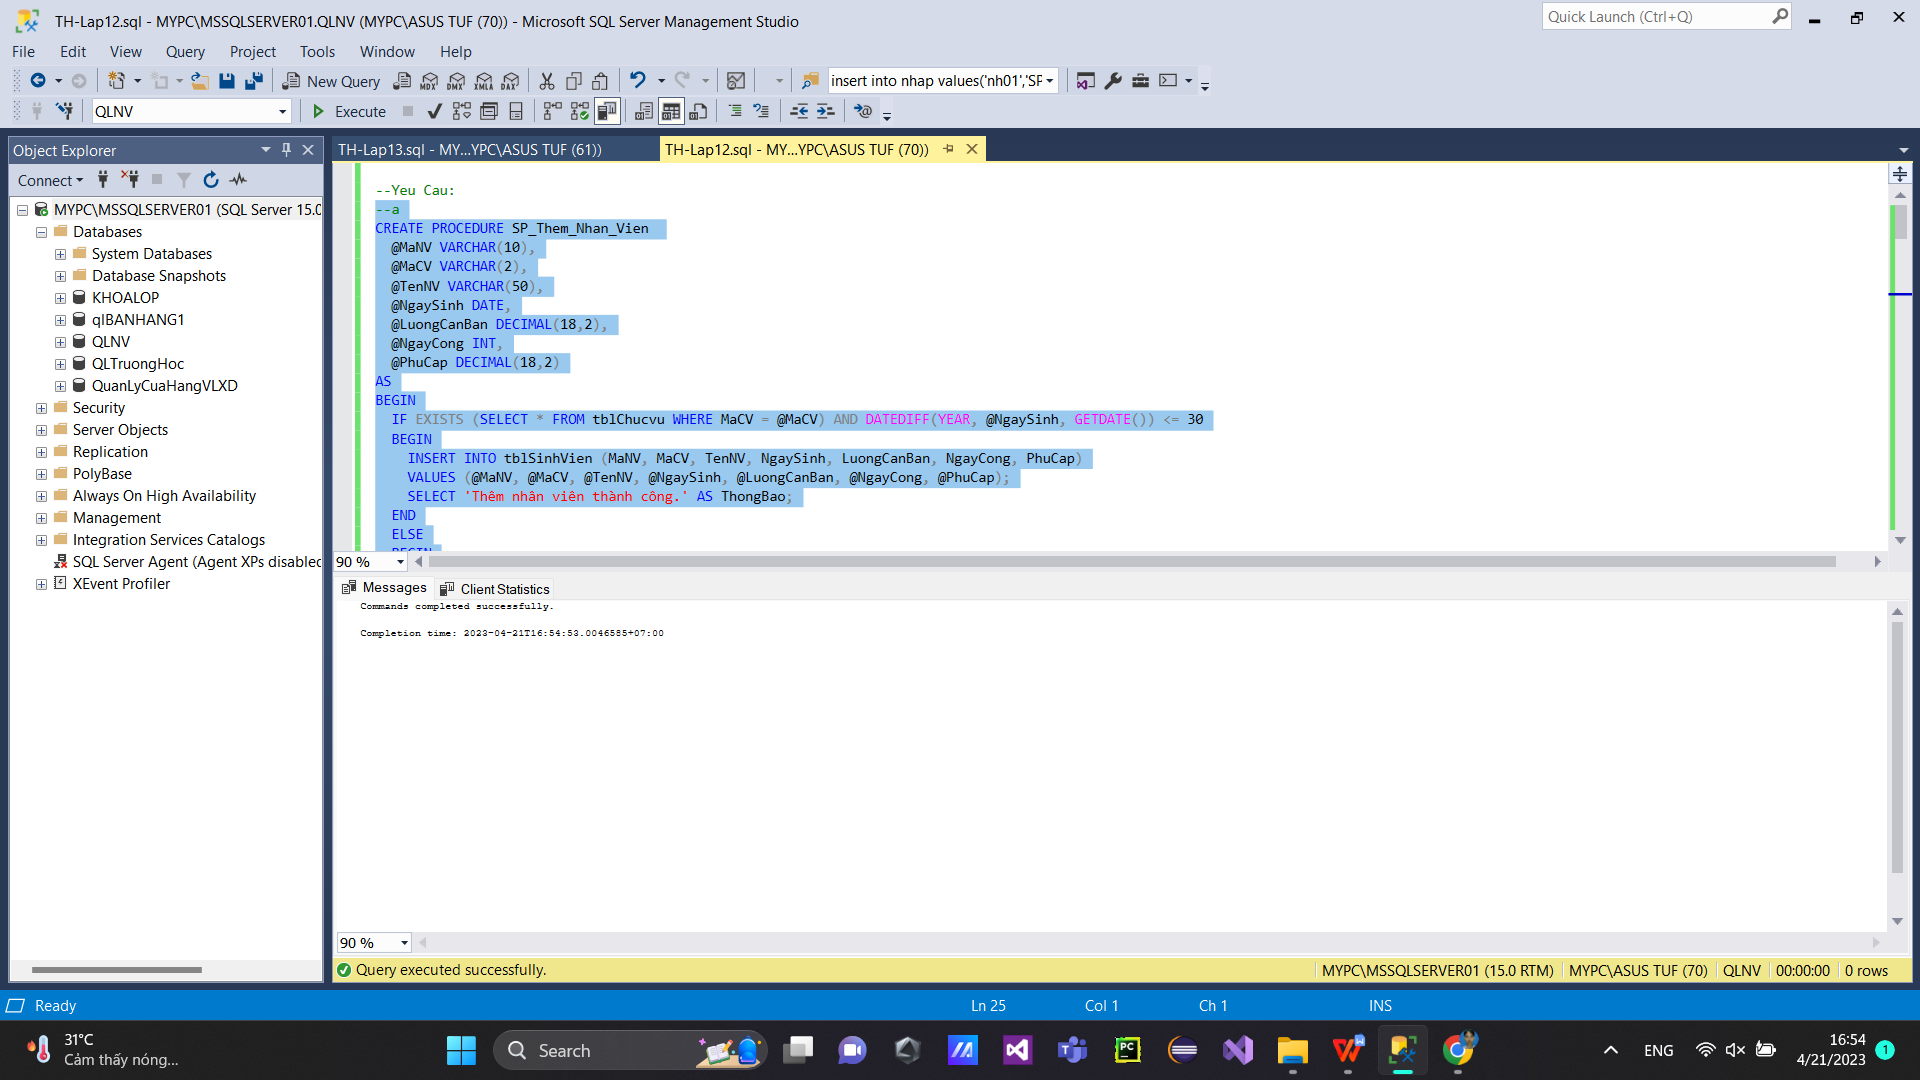 TH-Lap12.sql - MYPC\MSSQLSERVER01.QLNV (MYPC\ASUS TUF (70)) - Microsoft SQL Server Management Studio
Quick Launch (Ctrl+Q)
File Edit View Query Project Tools Window Help
New Query
MDX DMX XMLA DAX
insert into nhap values('nh01','SF
QLNV
Execute
Object Explorer
TH-Lap13.sql - MY...YPC\ASUS TUF (61))
TH-Lap12.sql - MY...YPC\ASUS TUF (70))
Connect
MYPC\MSSQLSERVER01 (SQL Server 15.0
Databases
System Databases
Database Snapshots
KHOALOP
qlBANHANG1
QLNV
QLTruongHoc
QuanLyCuaHangVLXD
Security
Server Objects
Replication
PolyBase
Always On High Availability
Management
Integration Services Catalogs
SQL Server Agent (Agent XPs disabled
XEvent Profiler
--Yeu Cau:
--a
CREATE PROCEDURE SP_Them_Nhan_Vien
@MaNV VARCHAR(10),
@MaCV VARCHAR(2),
@TenNV VARCHAR(50),
@NgaySinh DATE,
@LuongCanBan DECIMAL(18,2),
@NgayCong INT,
@PhuCap DECIMAL(18,2)
AS
BEGIN
IF EXISTS (SELECT * FROM tblChucvu WHERE MaCV = @MaCV) AND DATEDIFF(YEAR, @NgaySinh, GETDATE()) <= 30
BEGIN
INSERT INTO tblSinhVien (MaNV, MaCV, TenNV, NgaySinh, LuongCanBan, NgayCong, PhuCap)
VALUES (@MaNV, @MaCV, @TenNV, @NgaySinh, @LuongCanBan, @NgayCong, @PhuCap);
SELECT 'Thêm nhân viên thành công.' AS ThongBao;
END
ELSE
BEGIN
90 %
Messages Client Statistics
Commands completed successfully.
Completion time: 2023-04-21T16:54:53.0046585+07:00
90 %
Query executed successfully.
MYPC\MSSQLSERVER01 (15.0 RTM) MYPC\ASUS TUF (70) QLNV 00:00:00 0 rows
Ready
Ln 25 Col 1 Ch 1 INS
31°C
Cảm thấy nóng...
Search
PC
ENG
16:54
4/21/2023
1